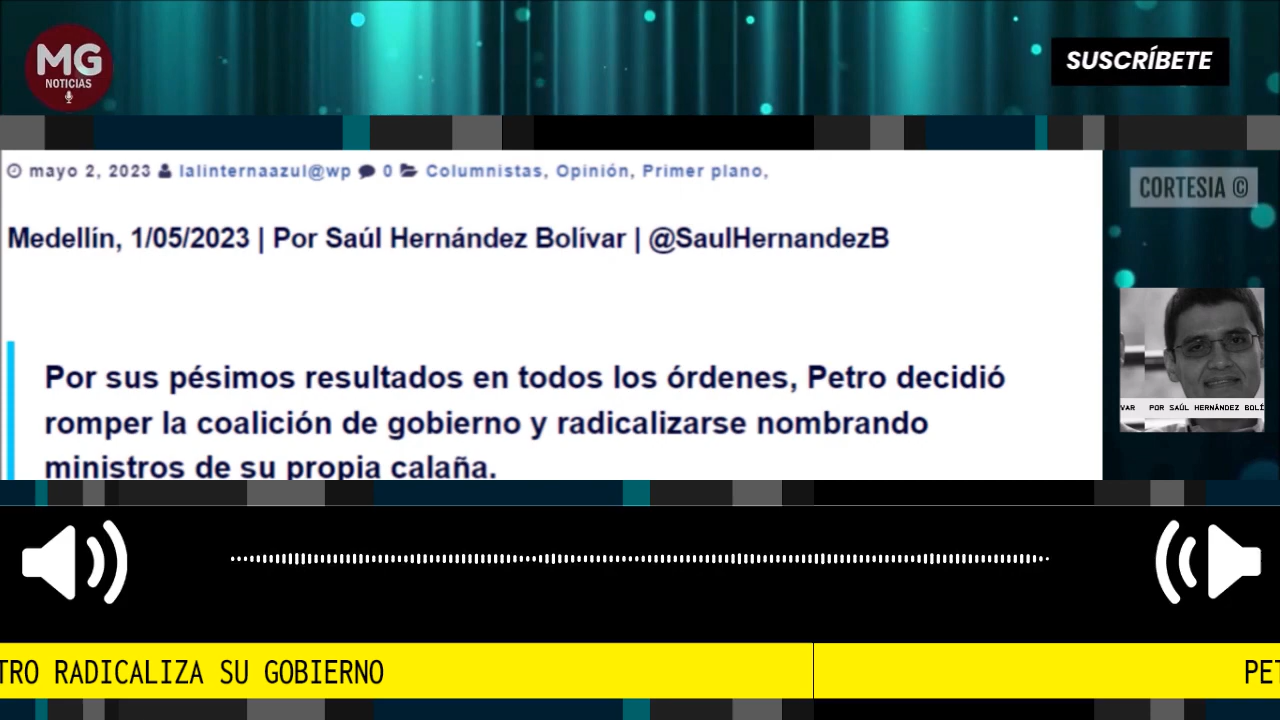 MG
NOTICIAS
SUSCRÍBETE
mayo 2, 2023 lalinternaazul@wp 0 Columnistas, Opinión, Primer plano,
CORTESIA ©
Medellín, 1/05/2023 | Por Saúl Hernández Bolívar | @SaulHernandezB
Por sus pésimos resultados en todos los órdenes, Petro decidió
romper la coalición de gobierno y radicalizarse nombrando
ministros de su propia calaña.
VAR POR SAÚL HERNÁNDEZ BOLÍ
TRO RADICALIZA SU GOBIERNO
PET